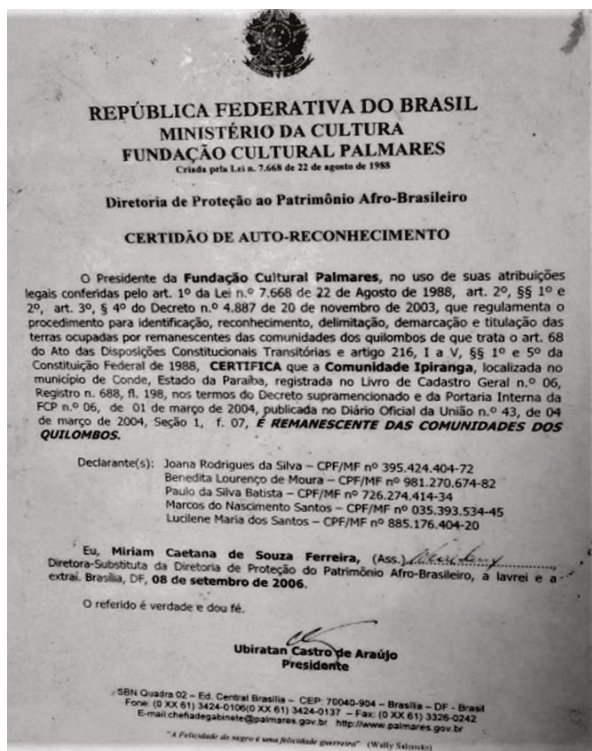 REPÚBLICA FEDERATIVA DO BRASIL
MINISTÉRIO DA CULTURA
FUNDAÇÃO CULTURAL PALMARES
Criada pela Lei n. 7.668 de 22 de agosto de 1988
Diretoria de Proteção ao Patrimônio Afro-Brasileiro
CERTIDÃO DE AUTO-RECONHECIMENTO
O Presidente da Fundação Cultural Palmares, no uso de suas atribuições
legais conferidas pelo art. 1º da Lei n.º 7.668 de 22 de Agosto de 1988, art. 2º, §§ 1º e
2º, art. 3º, § 4º do Decreto n.º 4.887 de 20 de novembro de 2003, que regulamenta o
procedimento para identificação, reconhecimento, delimitação, demarcação e titulação das
terras ocupadas por remanescentes das comunidades dos quilombos de que trata o art. 68
do Ato das Disposições Constitucionais Transitórias e artigo 216, I a V, §§ 1º e 5º da
Constituição Federal de 1988, CERTIFICA que a Comunidade Ipiranga, localizada no
município de Conde, Estado da Paraíba, registrada no Livro de Cadastro Geral n.º 06,
Registro n. 688, fl. 198, nos termos do Decreto supramencionado e da Portaria Interna da
FCP n.º 06, de 01 de março de 2004, publicada no Diário Oficial da União n.º 43, de 04
de março de 2004, Seção 1, f. 07, É REMANESCENTE DAS COMUNIDADES DOS
QUILOMBOS.
Declarante(s): Joana Rodrigues da Silva – CPF/MF nº 395.424.404-72
Benedita Lourenço de Moura – CPF/MF nº 981.270.674-82
Paulo da Silva Batista – CPF/MF nº 726.274.414-34
Marcos do Nascimento Santos – CPF/MF nº 035.393.534-45
Lucilene Maria dos Santos – CPF/MF nº 885.176.404-20
Eu, Miriam Caetana de Souza Ferreira, (Ass.)
Diretora-Substituta da Diretoria de Proteção do Patrimônio Afro-Brasileiro, a lavrei e a
extraí. Brasília, DF, 08 de setembro de 2006.
O referido é verdade e dou fé.
Ubiratan Castro de Araújo
Presidente
SBN Quadra 02 – Ed. Central Brasília – CEP: 70040-904 – Brasília – DF - Brasil
Fone: (0 XX 61) 3424-0106(0 XX 61) 3424-0137 – Fax: (0 XX 61) 3326-0242
E-mail:chefiadegabinete@palmares.gov.br http://www.palmares.gov.br
"A Felicidade do negro é uma felicidade guerreira" (Wally Salomão)